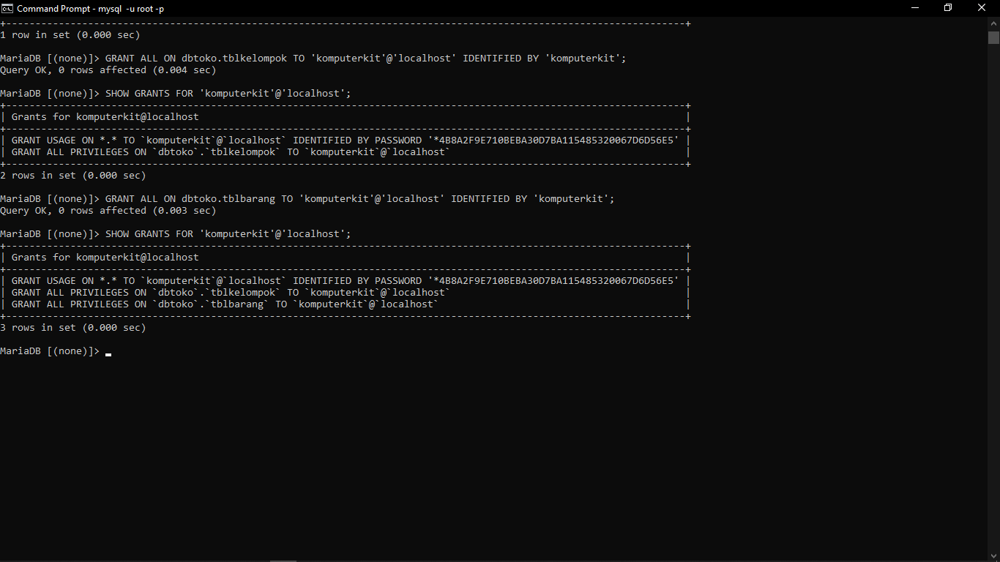 Command Prompt - mysql -u root -p
+--------------------------------------------------------------------------------------------------------------------+
1 row in set (0.000 sec)
MariaDB [(none)]> GRANT ALL ON dbtoko.tblkelompok TO 'komputerkit'@'localhost' IDENTIFIED BY 'komputerkit';
Query OK, 0 rows affected (0.004 sec)
MariaDB [(none)]> SHOW GRANTS FOR 'komputerkit'@'localhost';
+--------------------------------------------------------------------------------------------------------------------+
| Grants for komputerkit@localhost                                                                                   |
+--------------------------------------------------------------------------------------------------------------------+
| GRANT USAGE ON *.* TO `komputerkit`@`localhost` IDENTIFIED BY PASSWORD '*4B8A2F9E710BEBA30D7BA115485320067D6D56E5' |
| GRANT ALL PRIVILEGES ON `dbtoko`.`tblkelompok` TO `komputerkit`@`localhost`                                        |
+--------------------------------------------------------------------------------------------------------------------+
2 rows in set (0.000 sec)
MariaDB [(none)]> GRANT ALL ON dbtoko.tblbarang TO 'komputerkit'@'localhost' IDENTIFIED BY 'komputerkit';
Query OK, 0 rows affected (0.003 sec)
MariaDB [(none)]> SHOW GRANTS FOR 'komputerkit'@'localhost';
+--------------------------------------------------------------------------------------------------------------------+
| Grants for komputerkit@localhost                                                                                   |
+--------------------------------------------------------------------------------------------------------------------+
| GRANT USAGE ON *.* TO `komputerkit`@`localhost` IDENTIFIED BY PASSWORD '*4B8A2F9E710BEBA30D7BA115485320067D6D56E5' |
| GRANT ALL PRIVILEGES ON `dbtoko`.`tblkelompok` TO `komputerkit`@`localhost`                                        |
| GRANT ALL PRIVILEGES ON `dbtoko`.`tblbarang` TO `komputerkit`@`localhost`                                          |
+--------------------------------------------------------------------------------------------------------------------+
3 rows in set (0.000 sec)
MariaDB [(none)]> _